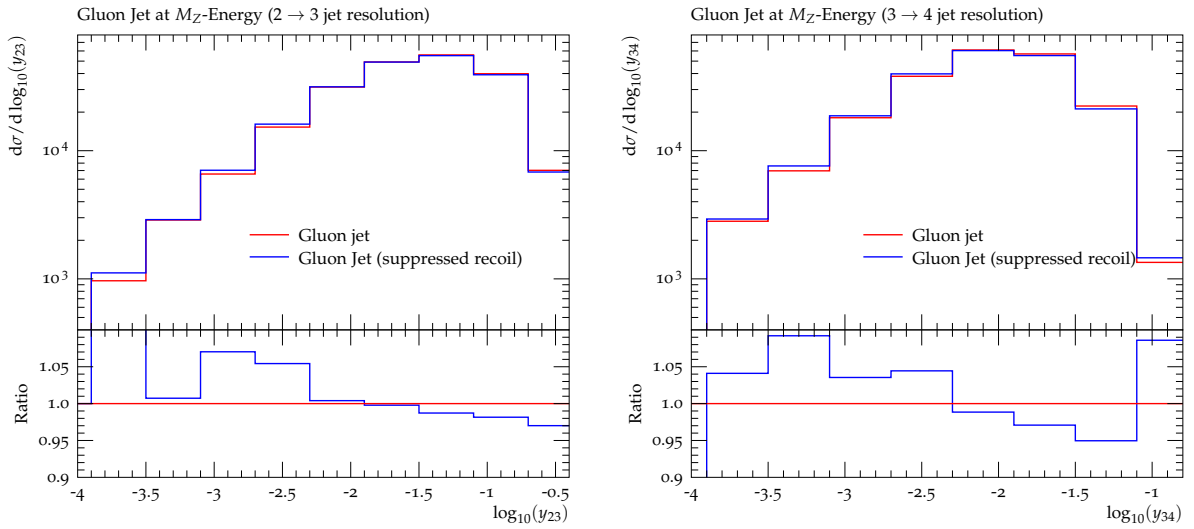 Gluon Jet at M_Z-Energy (2 → 3 jet resolution)
dσ/d log₁₀(y₂₃)
10⁴
10³
Gluon jet
Gluon Jet (suppressed recoil)
Ratio
1.05
1.0
0.95
0.9
-4 -3.5 -3 -2.5 -2 -1.5 -1 -0.5
log₁₀(y₂₃)
Gluon Jet at M_Z-Energy (3 → 4 jet resolution)
dσ/d log₁₀(y₃₄)
10⁴
10³
Gluon jet
Gluon Jet (suppressed recoil)
Ratio
1.05
1.0
0.95
0.9
-4 -3.5 -3 -2.5 -2 -1.5 -1
log₁₀(y₃₄)